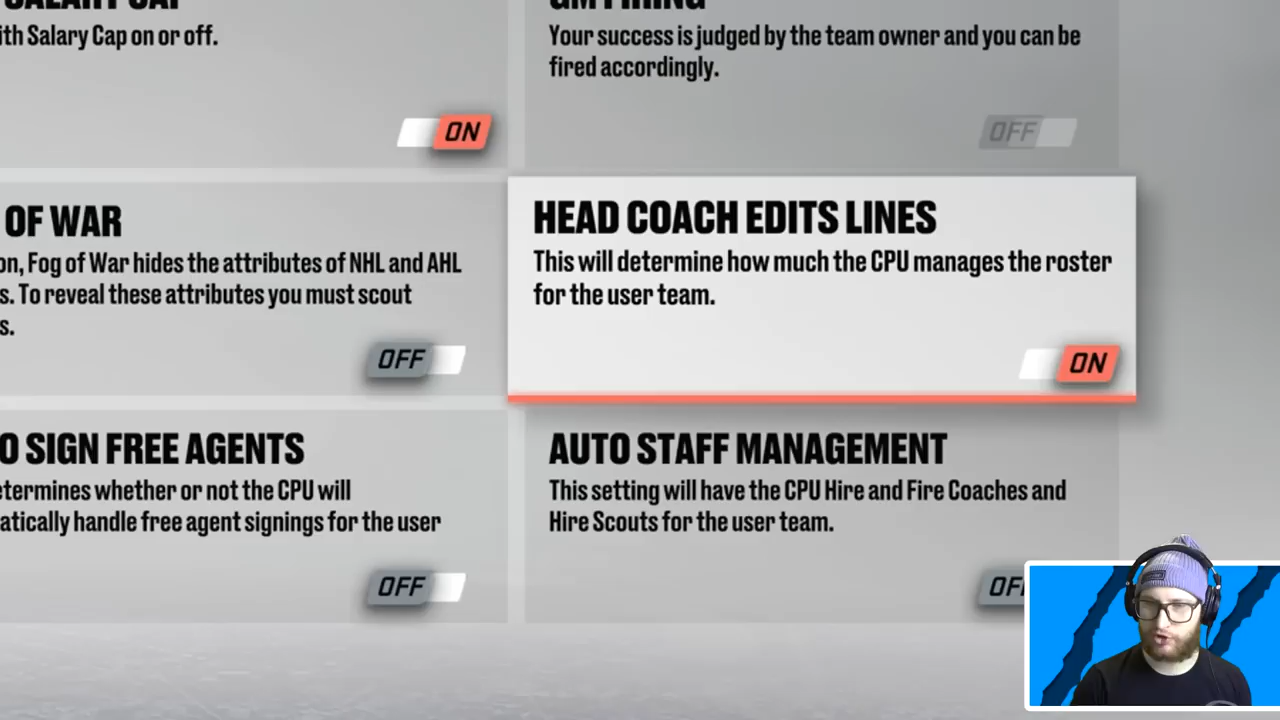 SALARY CAP
ith Salary Cap on or off.
ON
GM FIRING
Your success is judged by the team owner and you can be
fired accordingly.
OFF
OF WAR
on, Fog of War hides the attributes of NHL and AHL
s. To reveal these attributes you must scout
s.
OFF
HEAD COACH EDITS LINES
This will determine how much the CPU manages the roster
for the user team.
ON
O SIGN FREE AGENTS
etermines whether or not the CPU will
atically handle free agent signings for the user
OFF
AUTO STAFF MANAGEMENT
This setting will have the CPU Hire and Fire Coaches and
Hire Scouts for the user team.
OF